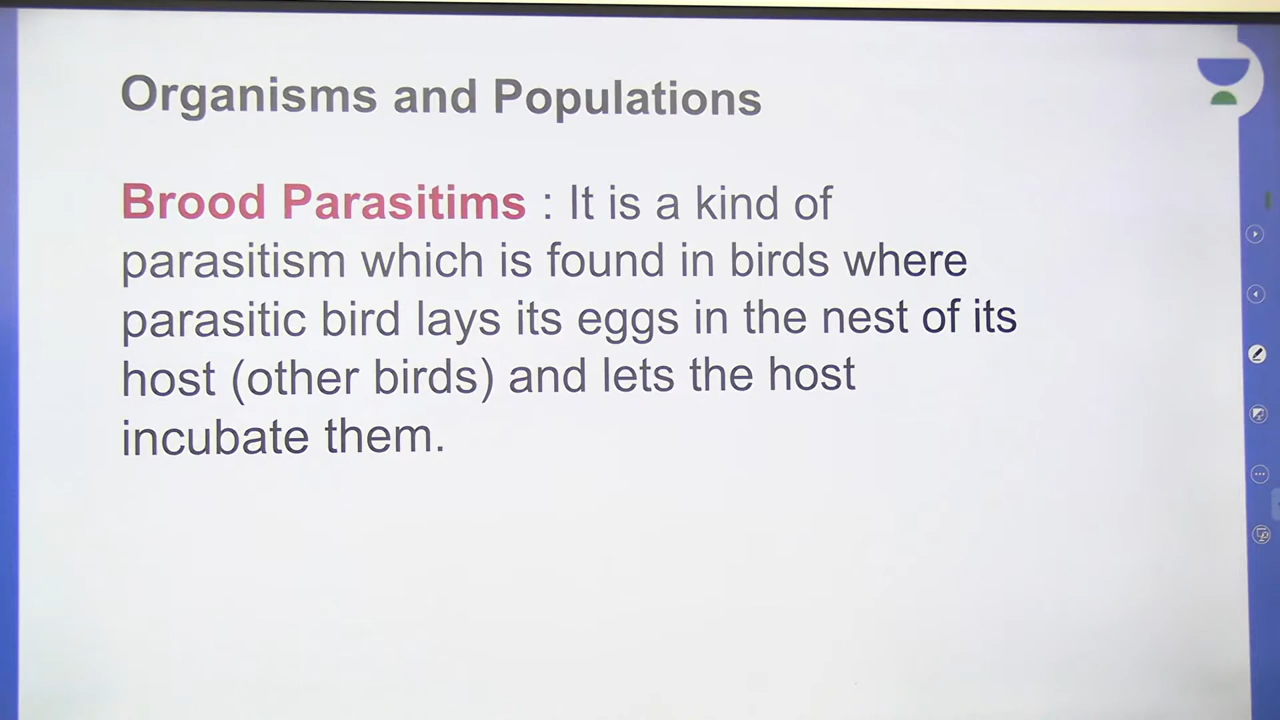 Organisms and Populations
Brood Parasitims : It is a kind of
parasitism which is found in birds where
parasitic bird lays its eggs in the nest of its
host (other birds) and lets the host
incubate them.